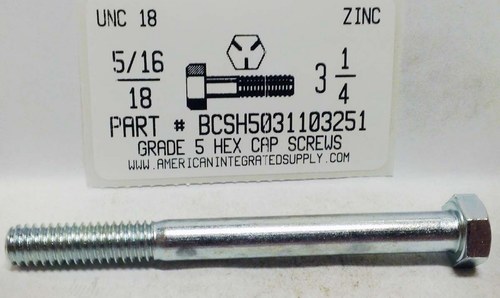 UNC 18 ZINC
5/16
18
3 1/4
PART # BCSH5031103251
GRADE 5 HEX CAP SCREWS
WWW.AMERICANINTEGRATEDSUPPLY.COM